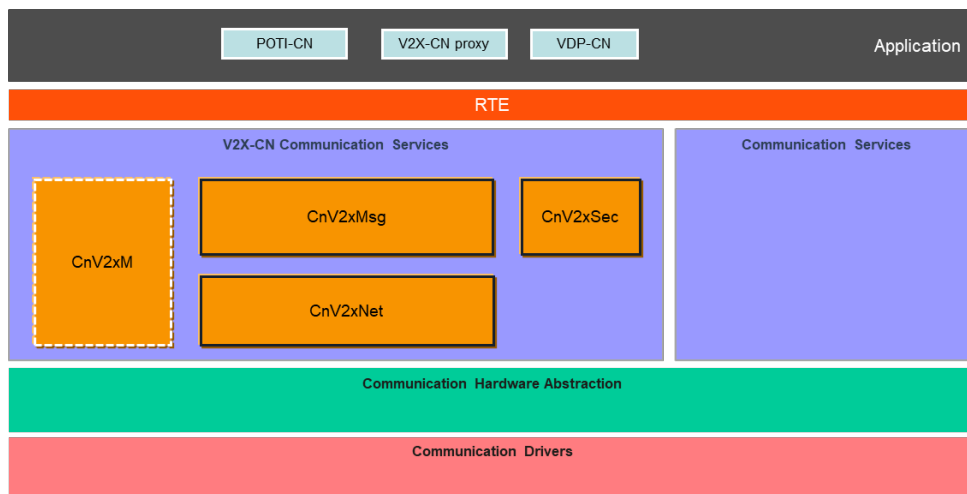 POTI-CN
V2X-CN proxy
VDP-CN
Application
RTE
V2X-CN Communication Services
Communication Services
CnV2xMsg
CnV2xSec
CnV2xM
CnV2xNet
Communication Hardware Abstraction
Communication Drivers